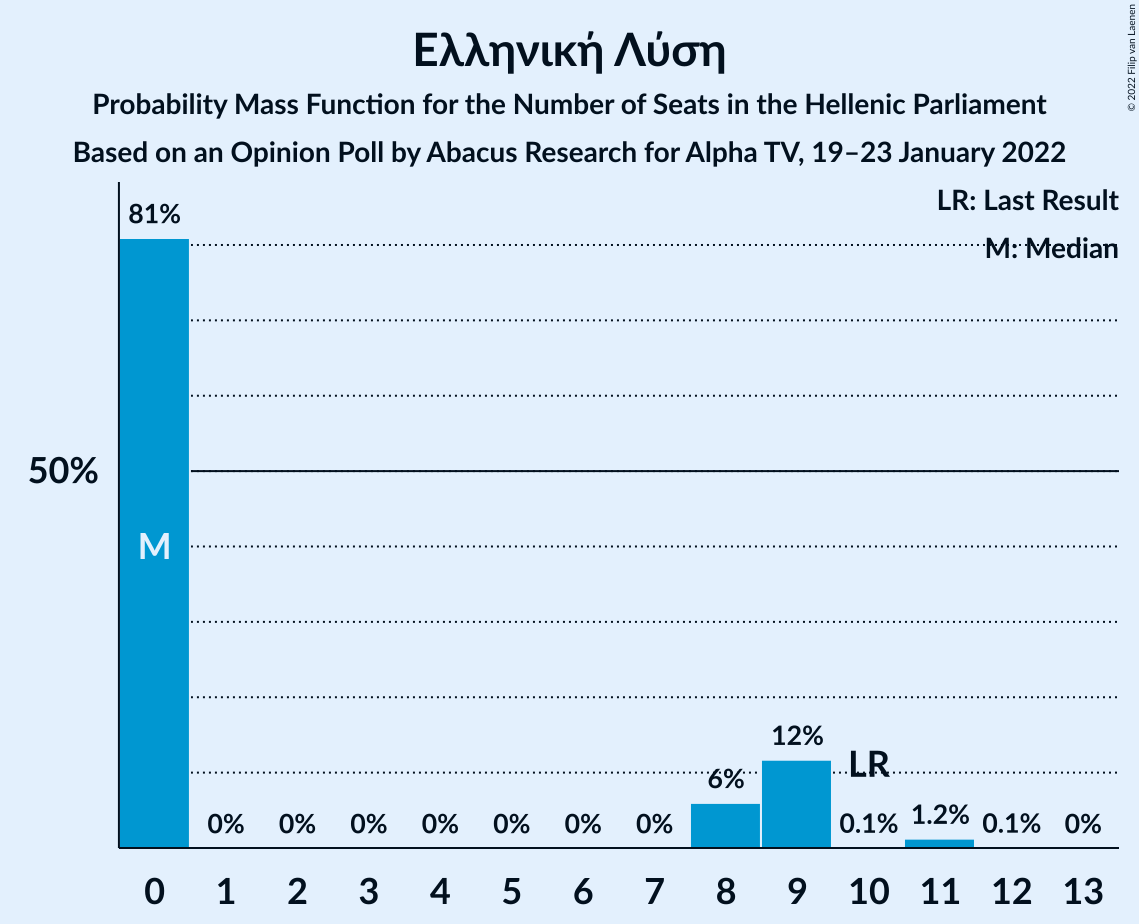 Ελληνική Λύση
Probability Mass Function for the Number of Seats in the Hellenic Parliament
Based on an Opinion Poll by Abacus Research for Alpha TV, 19–23 January 2022
© 2022 Filip van Laenen
LR: Last Result
M: Median
81%
50%
M
12%
LR
6%
0% 0% 0% 0% 0% 0% 0% 0.1% 1.2% 0.1% 0%
0 1 2 3 4 5 6 7 8 9 10 11 12 13